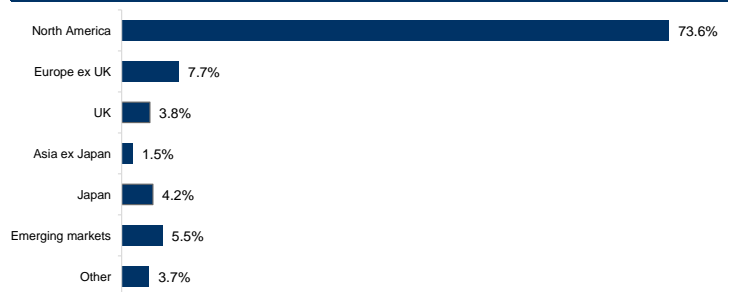 North America 73.6%
Europe ex UK 7.7%
UK 3.8%
Asia ex Japan 1.5%
Japan 4.2%
Emerging markets 5.5%
Other 3.7%